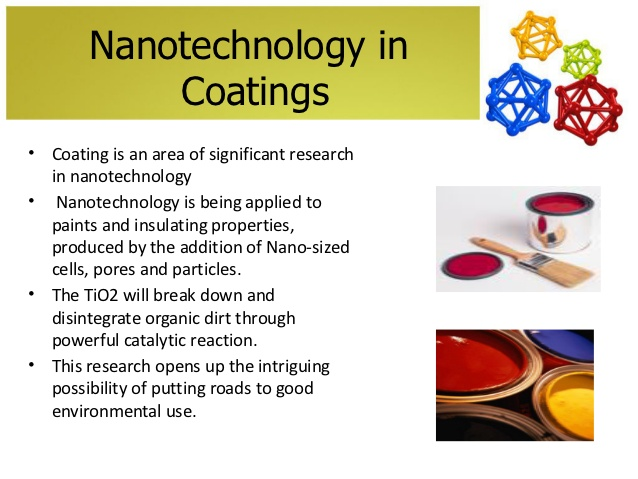 Nanotechnology in
Coatings
• Coating is an area of significant research
in nanotechnology
• Nanotechnology is being applied to
paints and insulating properties,
produced by the addition of Nano-sized
cells, pores and particles.
• The TiO2 will break down and
disintegrate organic dirt through
powerful catalytic reaction.
• This research opens up the intriguing
possibility of putting roads to good
environmental use.